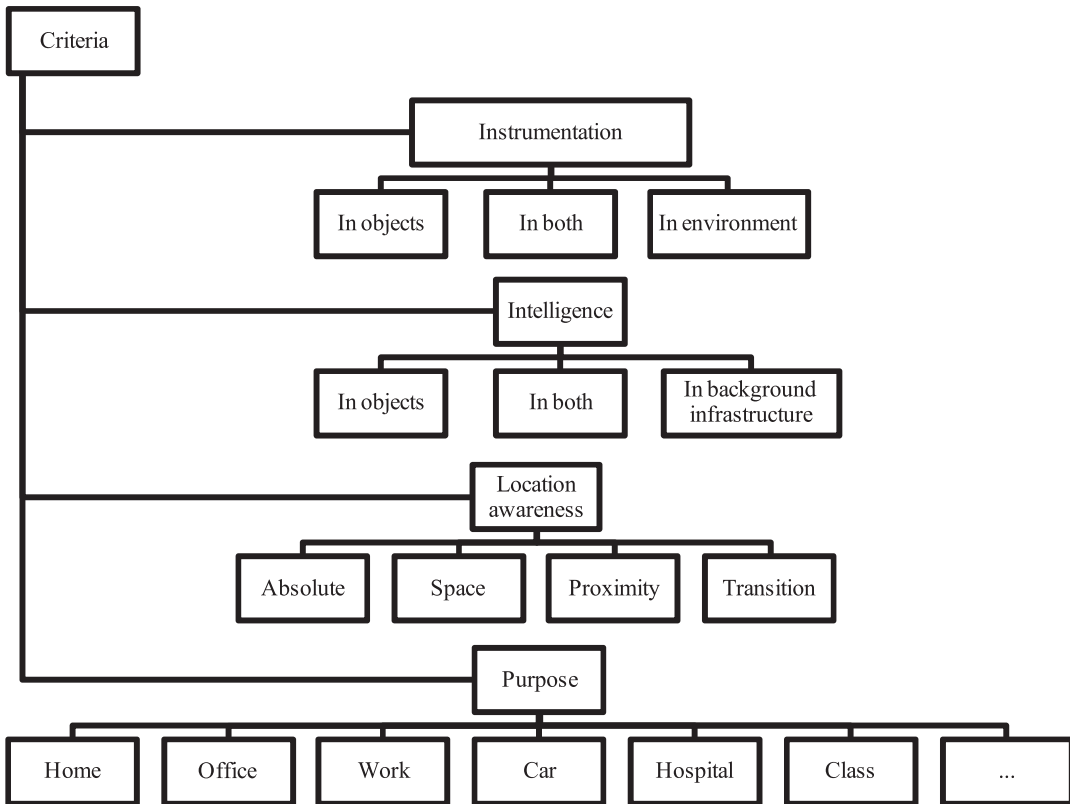 Criteria
Instrumentation
In objects
In both
In environment
Intelligence
In objects
In both
In background
infrastructure
Location
awareness
Absolute
Space
Proximity
Transition
Purpose
Home
Office
Work
Car
Hospital
Class
...